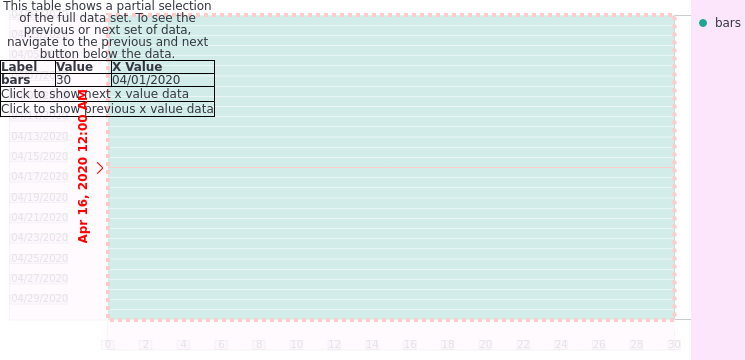 This table shows a partial selection
of the full data set. To see the
previous or next set of data,
navigate to the previous and next
button below the data.
Label Value X Value
bars 30 04/01/2020
Click to show next x value data
Click to show previous x value data
bars
Apr 16, 2020 12:00 AM
04/13/2020
04/15/2020
04/17/2020
04/19/2020
04/21/2020
04/23/2020
04/25/2020
04/27/2020
04/29/2020
0 2 4 6 8 10 12 14 16 18 20 22 24 26 28 30